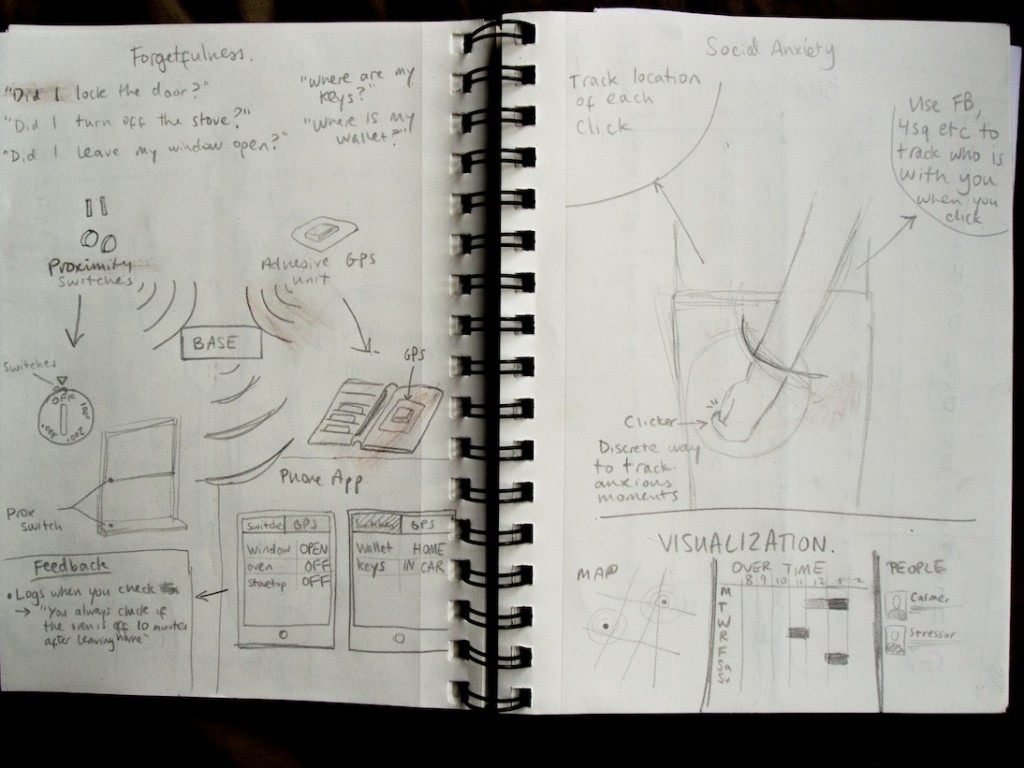 Forgetfulness.
"Did I lock the door?"
"Did I turn off the stove?"
"Did I leave my window open?"
"Where are my
keys?"
"Where is my
wallet?"
Proximity
switches
Adhesive GPS
unit
BASE
switches
OFF
100°
200°
300°
GPS
Prox
switch
Phone App
switches GPS
window OPEN
oven OFF
stovetop OFF
GPS
wallet HOME
keys IN CAR
Feedback
• Logs when you check
→ "You always check if
the oven is off 10 minutes
after leaving home"
Social Anxiety
Track location
of each
click
Use FB,
4sq etc to
track who is
with you
when you
click
Clicker
Discrete way
to track
anxious
moments
VISUALIZATION.
MAP
OVER TIME
8 9 10 11 12 1 2
M
T
W
R
F
Sa
S
PEOPLE
Calmer
Stressor